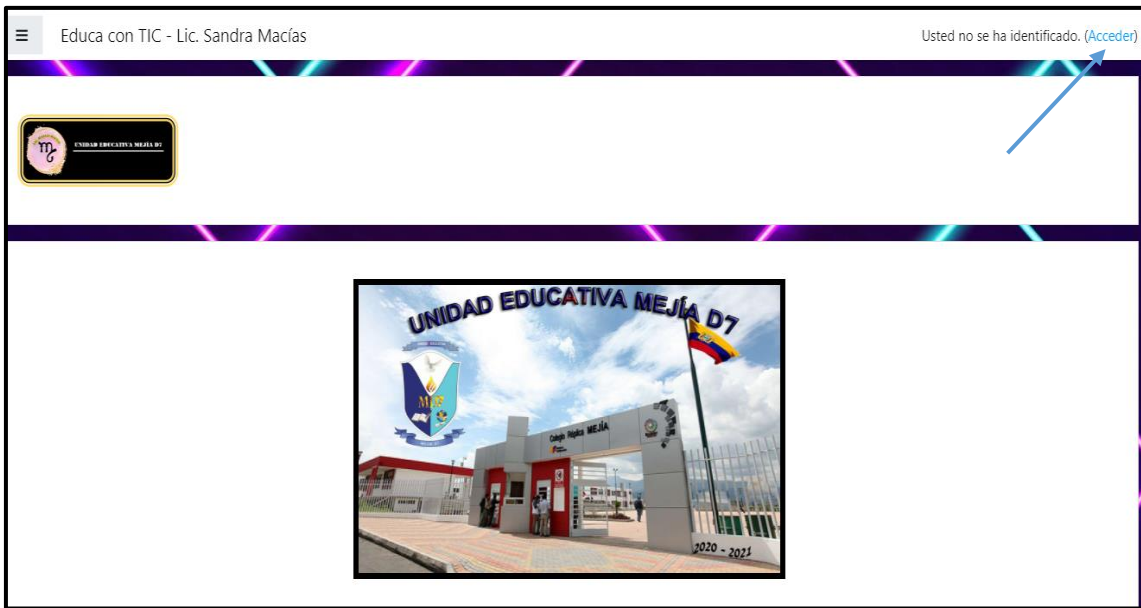 ☰ Educa con TIC - Lic. Sandra Macías
Usted no se ha identificado. (Acceder)
UNIDAD EDUCATIVA MEJÍA D7
UNIDAD EDUCATIVA MEJÍA D7
Colegio Réplica MEJÍA
2020 - 2021